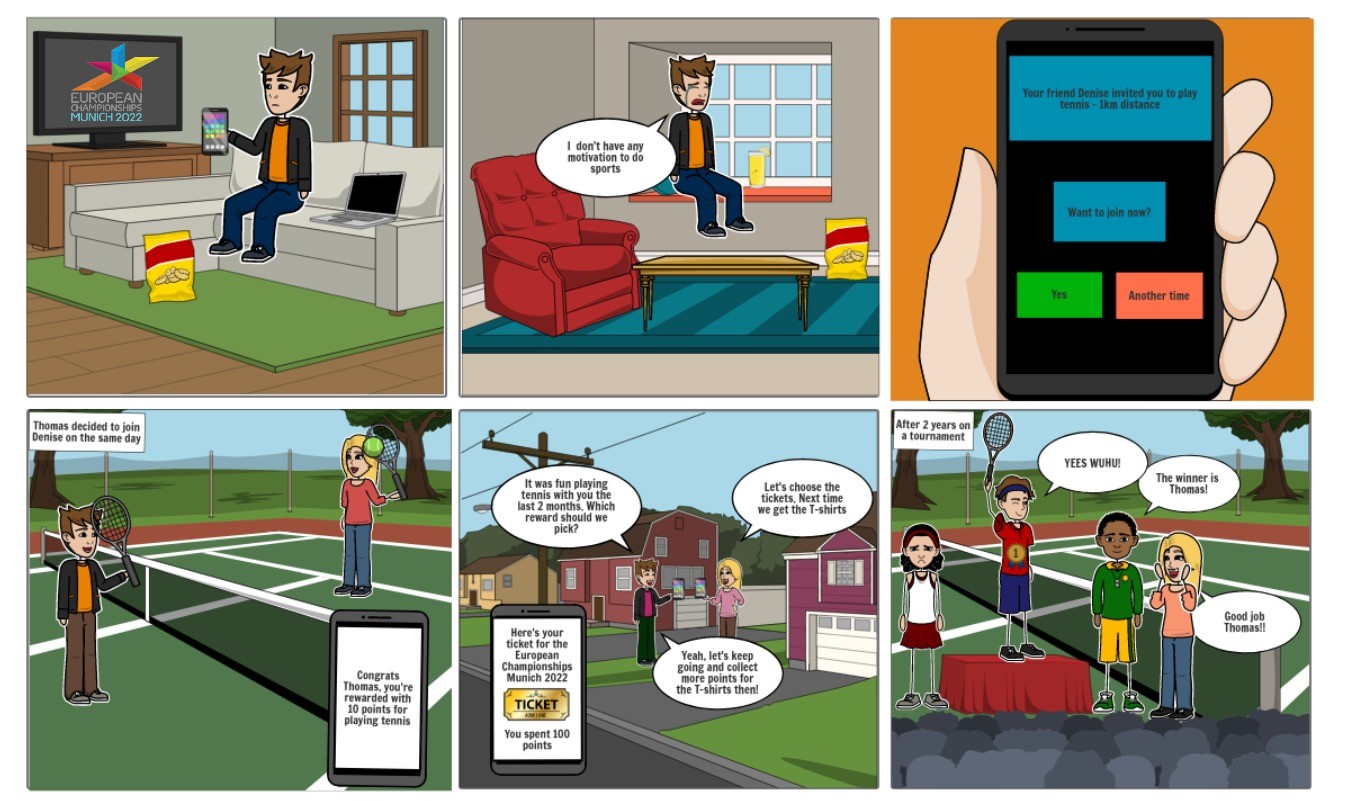 EUROPEAN
CHAMPIONSHIPS
MUNICH 2022
I don't have any
motivation to do
sports
Your friend Denise invited you to play
tennis - 1km distance
Want to join now?
Yes
Another time
Thomas decided to join
Denise on the same day
Congrats
Thomas, you're
rewarded with
10 points for
playing tennis
It was fun playing
tennis with you the
last 2 months. Which
reward should we
pick?
Let's choose the
tickets. Next time
we get the T-shirts
Here's your
ticket for the
European
Championships
Munich 2022
TICKET
ADMIT ONE
You spent 100
points
Yeah, let's keep
going and collect
more points for
the T-shirts then!
After 2 years on
a tournament
YEES WUHU!
The winner is
Thomas!
1
Good job
Thomas!!